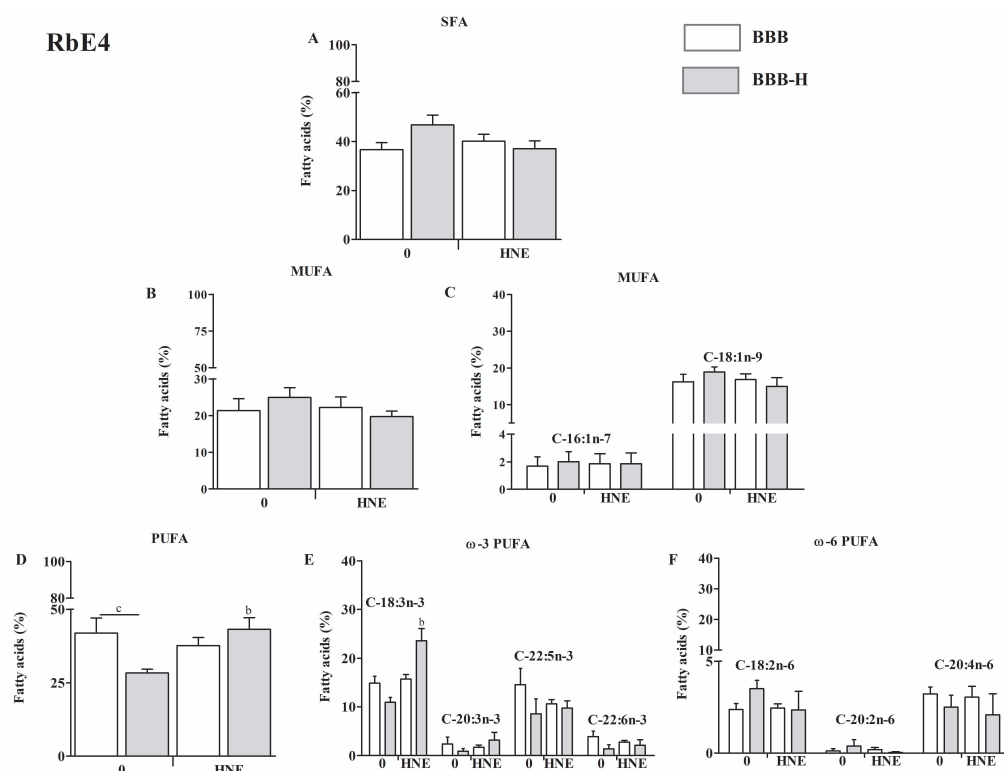 RbE4
SFA
A
BBB
BBB-H
Fatty acids (%)
100
80
60
40
20
0
0 HNE
MUFA
B
Fatty acids (%)
100
75
50
30
20
10
0
0 HNE
MUFA
C
Fatty acids (%)
40
30
20
10
4
2
0
C-16:1n-7
C-18:1n-9
0 HNE 0 HNE
PUFA
D
Fatty acids (%)
100
80
50
25
0
c
b
0 HNE
ω-3 PUFA
E
Fatty acids (%)
40
30
20
10
0
C-18:3n-3
b
C-20:3n-3
C-22:5n-3
C-22:6n-3
0 HNE 0 HNE 0 HNE 0 HNE
ω-6 PUFA
F
Fatty acids (%)
40
30
20
10
5
0
C-18:2n-6
C-20:2n-6
C-20:4n-6
0 HNE 0 HNE 0 HNE